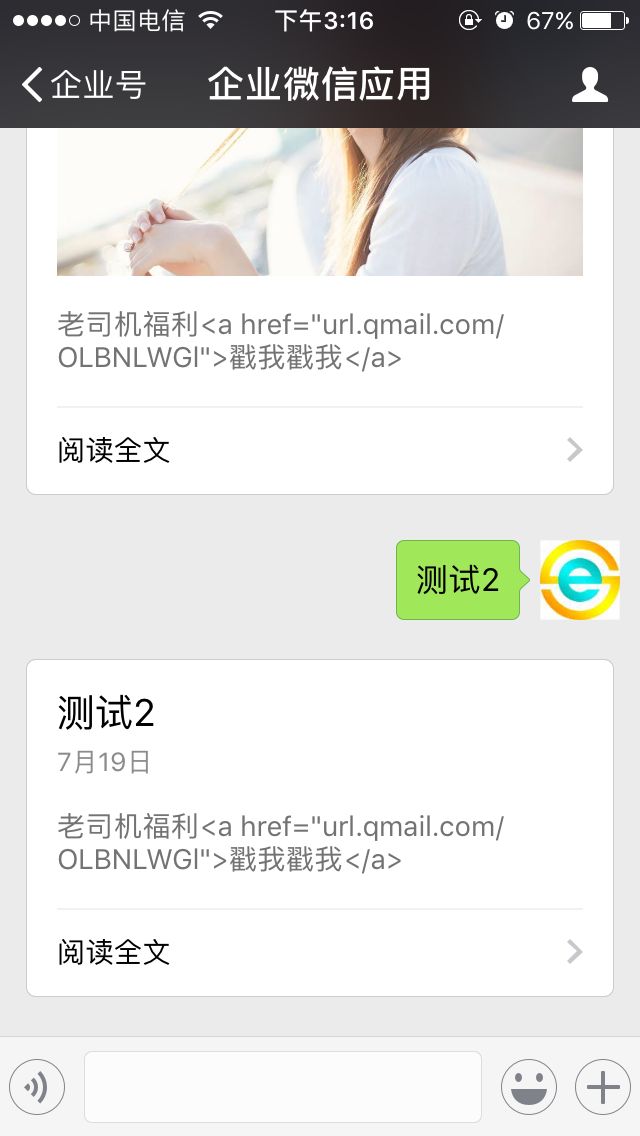 中国电信 下午3:16 67%
企业号 企业微信应用
老司机福利<a href="url.qmail.com/
OLBNLWGl">戳我戳我</a>
阅读全文
测试2
测试2
7月19日
老司机福利<a href="url.qmail.com/
OLBNLWGl">戳我戳我</a>
阅读全文